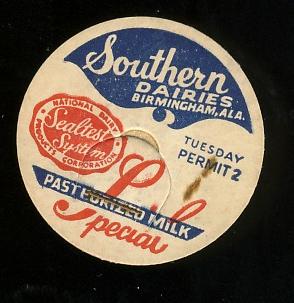 Southern
DAIRIES
BIRMINGHAM, ALA.
NATIONAL DAIRY
Sealtest
System
PRODUCTS CORPORATION
TUESDAY
PERMIT 2
PASTEURIZED MILK
Special